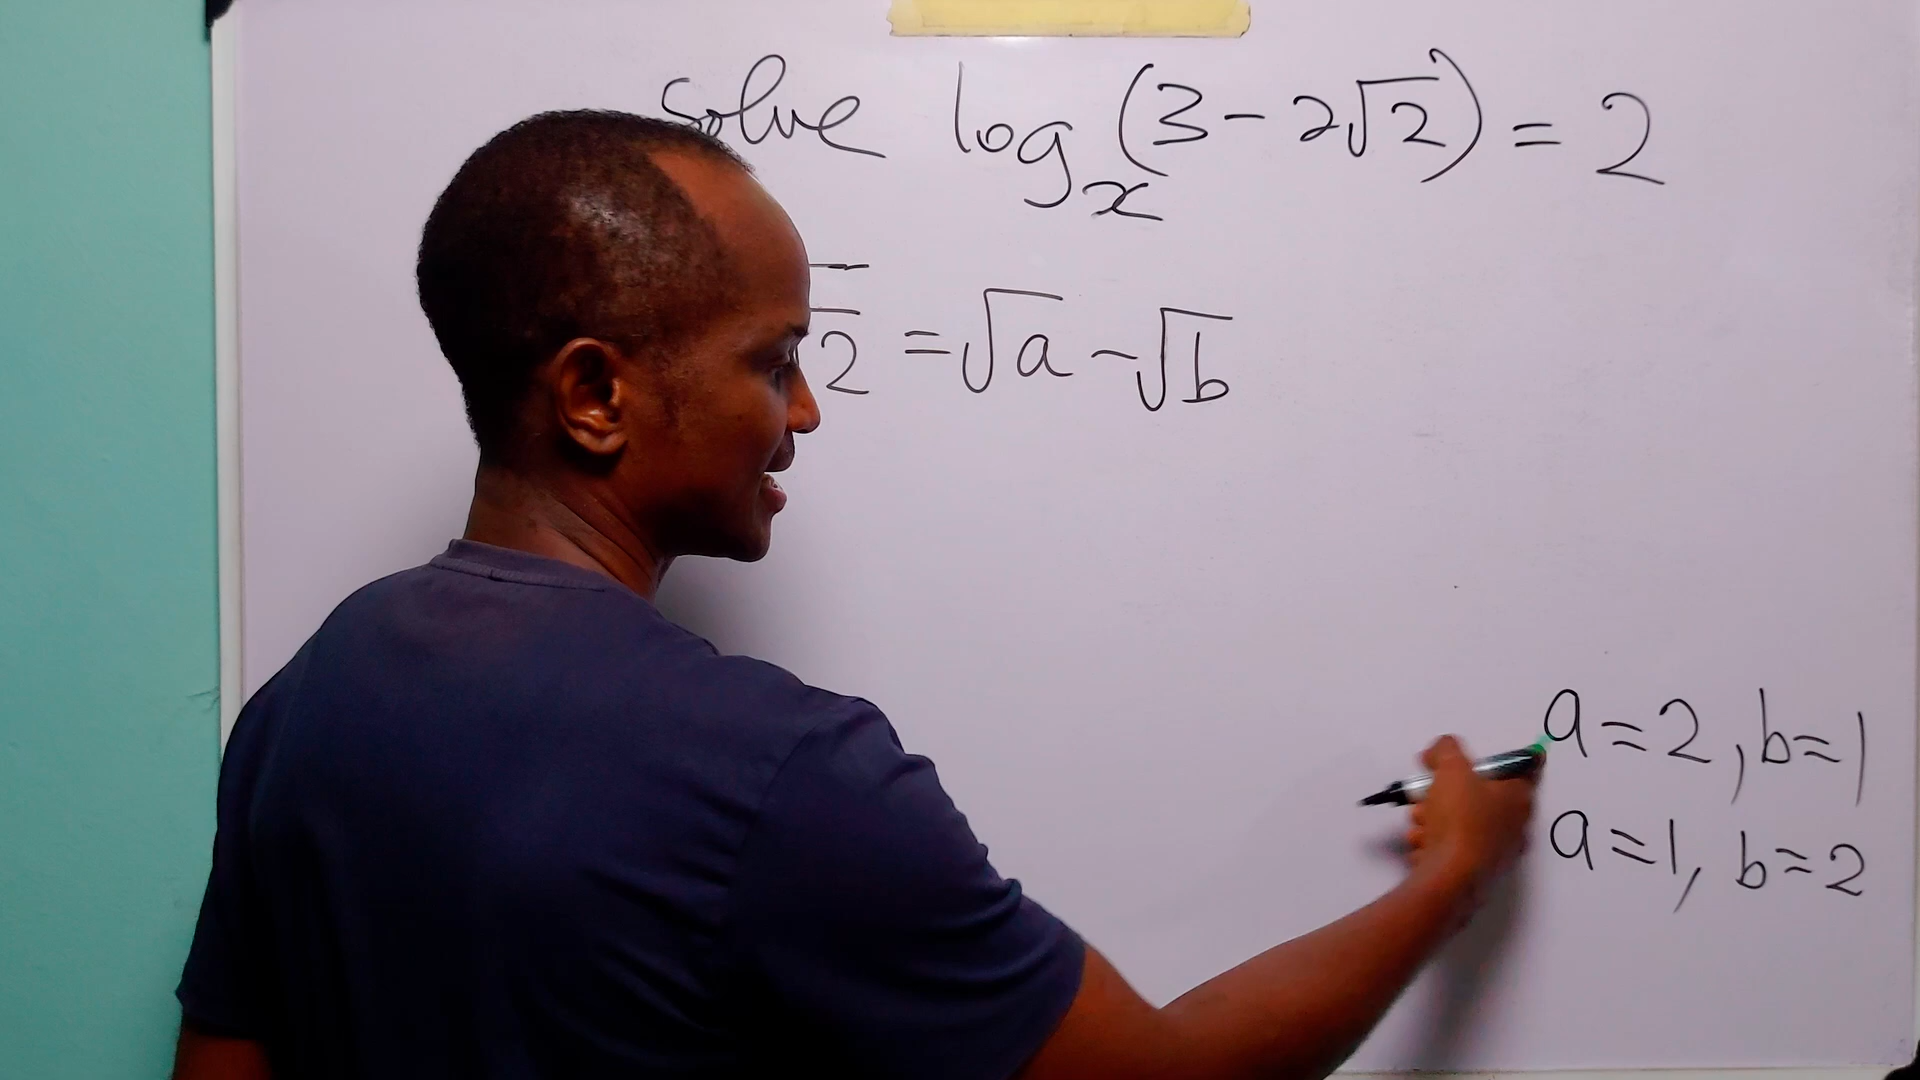 solve log_x (3 - 2√2) = 2
√2 = √a - √b
a = 2, b = 1
a = 1, b = 2